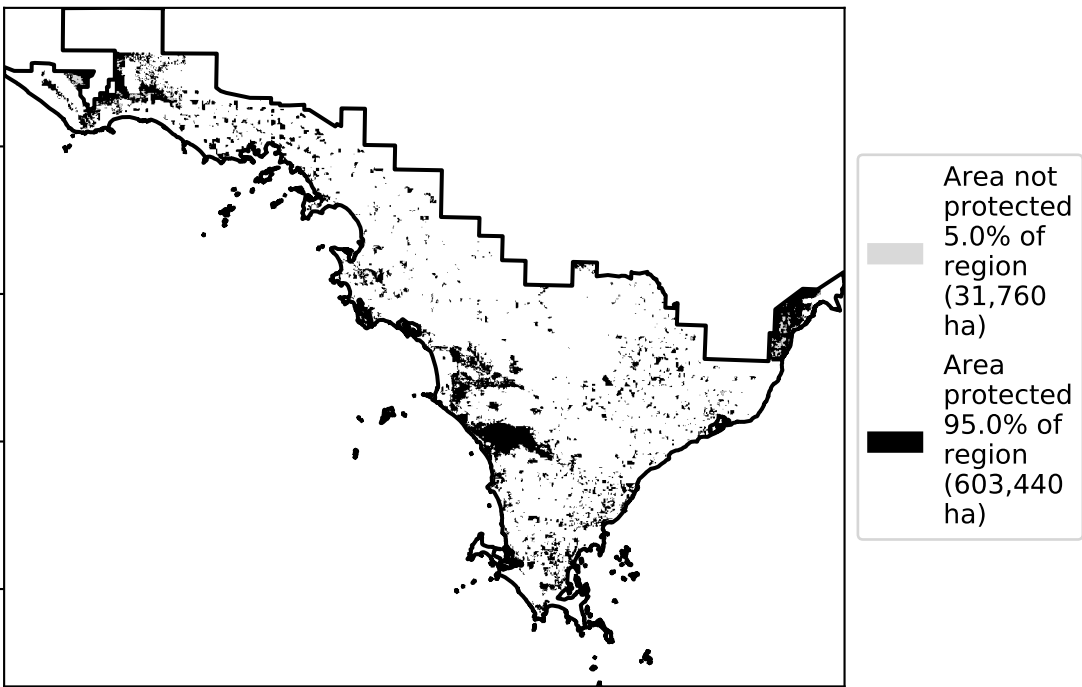 Area not
protected
5.0% of
region
(31,760
ha)
Area
protected
95.0% of
region
(603,440
ha)